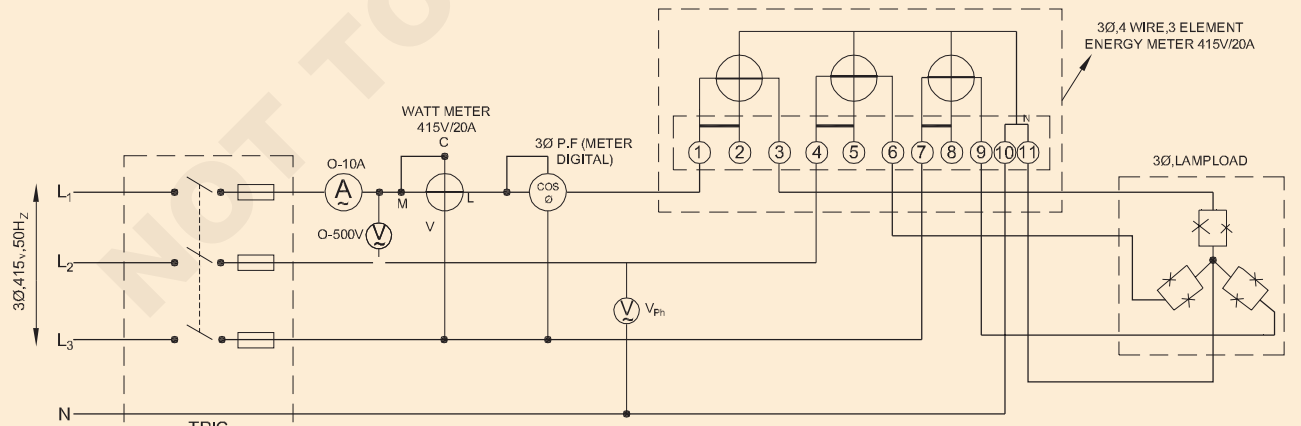 NOT TO
3Ø,4 WIRE,3 ELEMENT
ENERGY METER 415V/20A
WATT METER
415V/20A
C
3Ø P.F (METER
DIGITAL)
N
1 2 3 4 5 6 7 8 9 10 11
3Ø,LAMPLOAD
O-10A
L1
A
M
L
COS
Ø
O-500V
V
V
3Ø,415v,50HZ
L2
V
VPh
L3
N